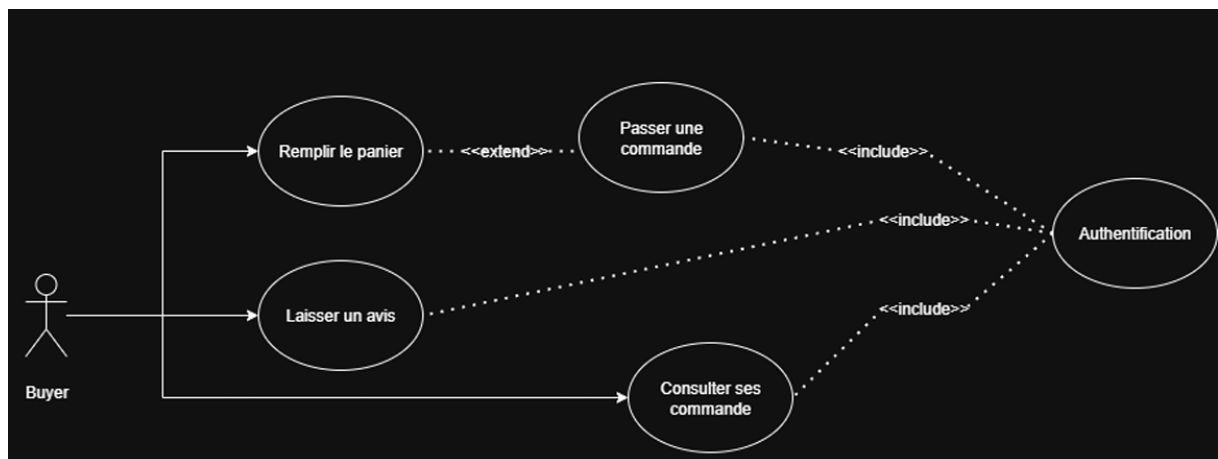 Remplir le panier
<<extend>>
Passer une
commande
<<include>>
<<include>>
Authentification
Laisser un avis
<<include>>
Consulter ses
commande
Buyer